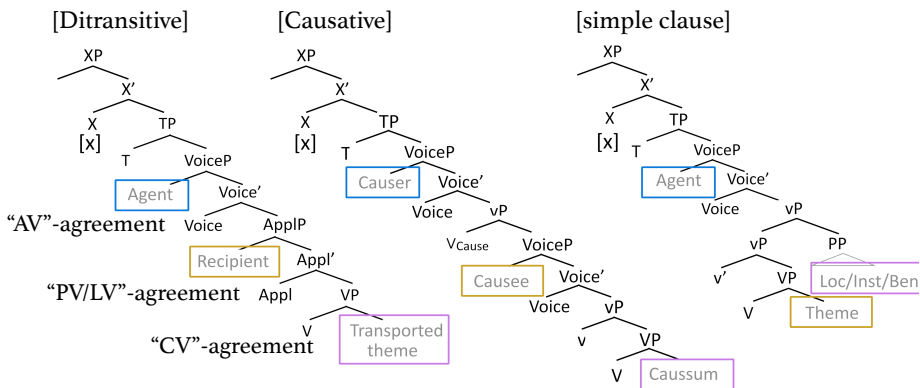 [Ditransitive] [Causative] [simple clause]
XP XP XP
X' X' X'
X TP X TP X TP
[x] [x] [x]
T VoiceP T VoiceP T VoiceP
Agent Voice' Causer Voice' Agent Voice'
"AV"-agreement Voice ApplP Voice vP Voice vP
Recipient Appl' VCause VoiceP vP PP
"PV/LV"-agreement Appl VP Causee Voice' v' VP Loc/Inst/Ben
Voice vP V Theme
"CV"-agreement V Transported theme v VP
V Caussum